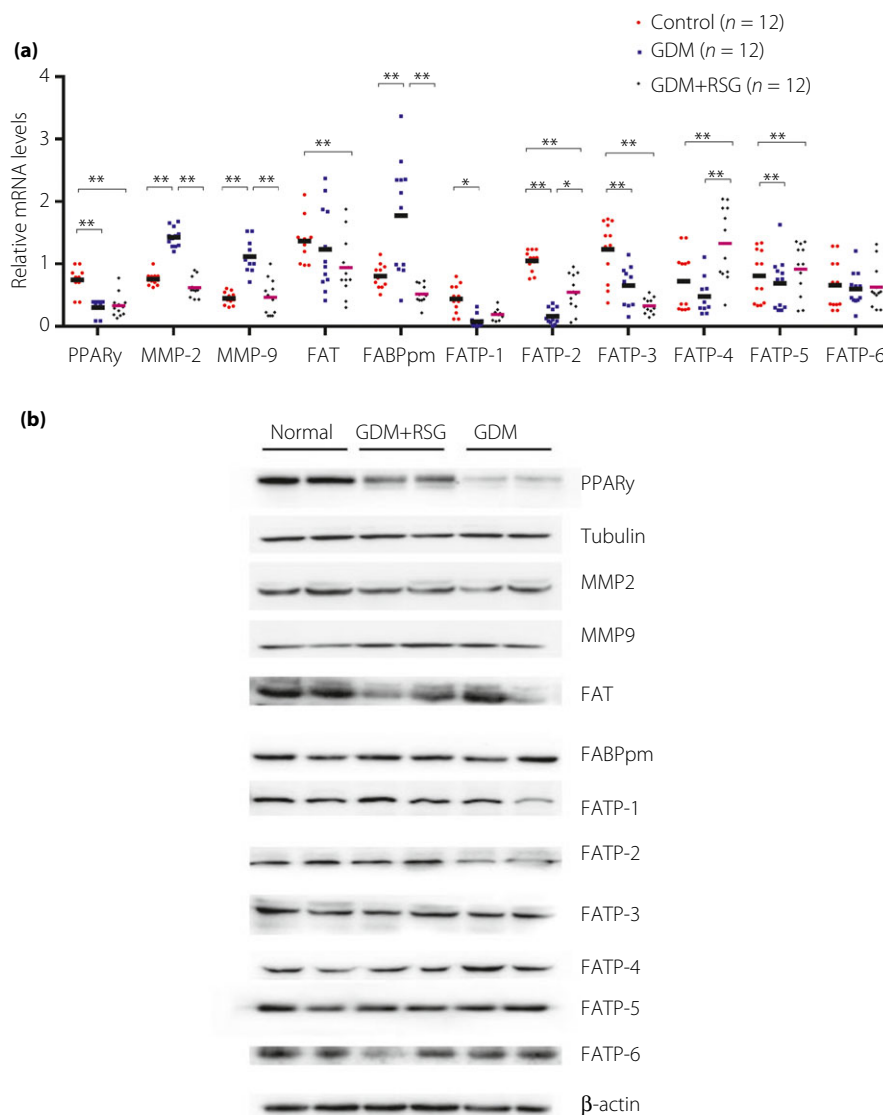 Control (n = 12)
GDM (n = 12)
GDM+RSG (n = 12)
(a)
Relative mRNA levels
4
3
2
1
0
** ** ** ** ** ** ** ** ** * ** ** * ** ** ** ** ** **
PPARy MMP-2 MMP-9 FAT FABPpm FATP-1 FATP-2 FATP-3 FATP-4 FATP-5 FATP-6
(b)
Normal GDM+RSG GDM
PPARy
Tubulin
MMP2
MMP9
FAT
FABPpm
FATP-1
FATP-2
FATP-3
FATP-4
FATP-5
FATP-6
β-actin